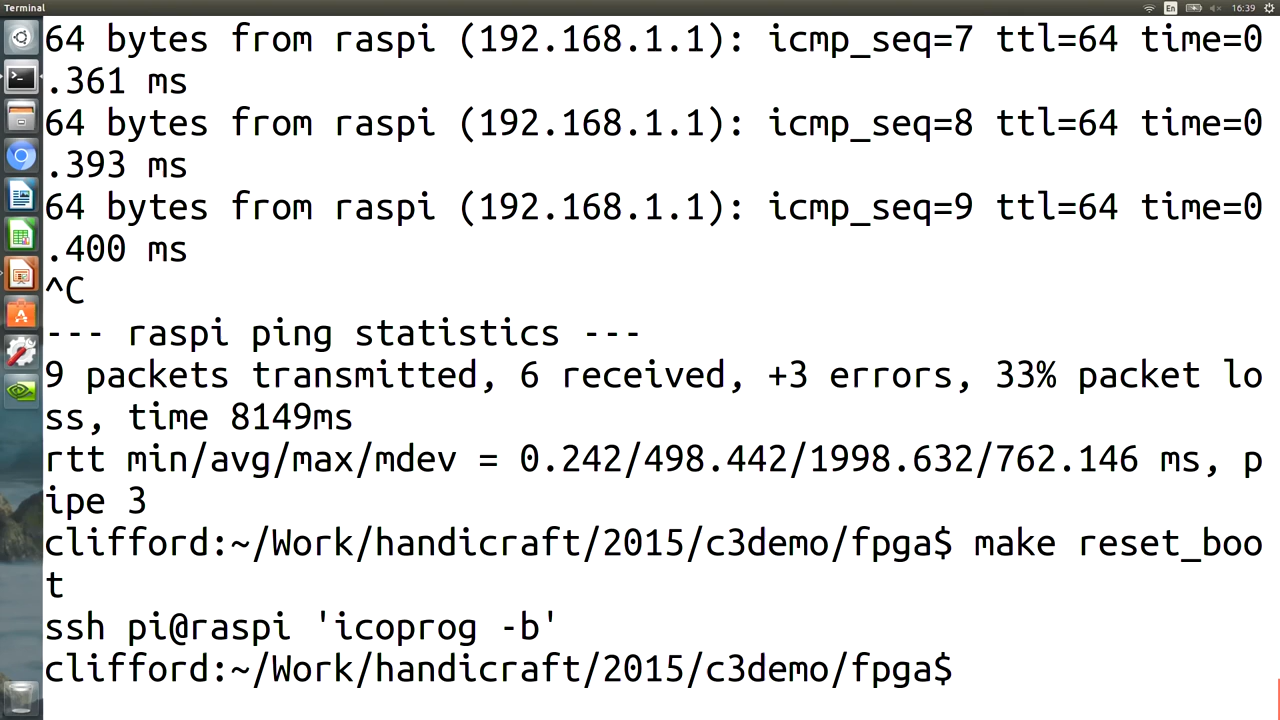 Terminal
En
16:39
64 bytes from raspi (192.168.1.1): icmp_seq=7 ttl=64 time=0
.361 ms
64 bytes from raspi (192.168.1.1): icmp_seq=8 ttl=64 time=0
.393 ms
64 bytes from raspi (192.168.1.1): icmp_seq=9 ttl=64 time=0
.400 ms
^C
--- raspi ping statistics ---
9 packets transmitted, 6 received, +3 errors, 33% packet lo
ss, time 8149ms
rtt min/avg/max/mdev = 0.242/498.442/1998.632/762.146 ms, p
ipe 3
clifford:~/Work/handicraft/2015/c3demo/fpga$ make reset_boo
t
ssh pi@raspi 'icoprog -b'
clifford:~/Work/handicraft/2015/c3demo/fpga$